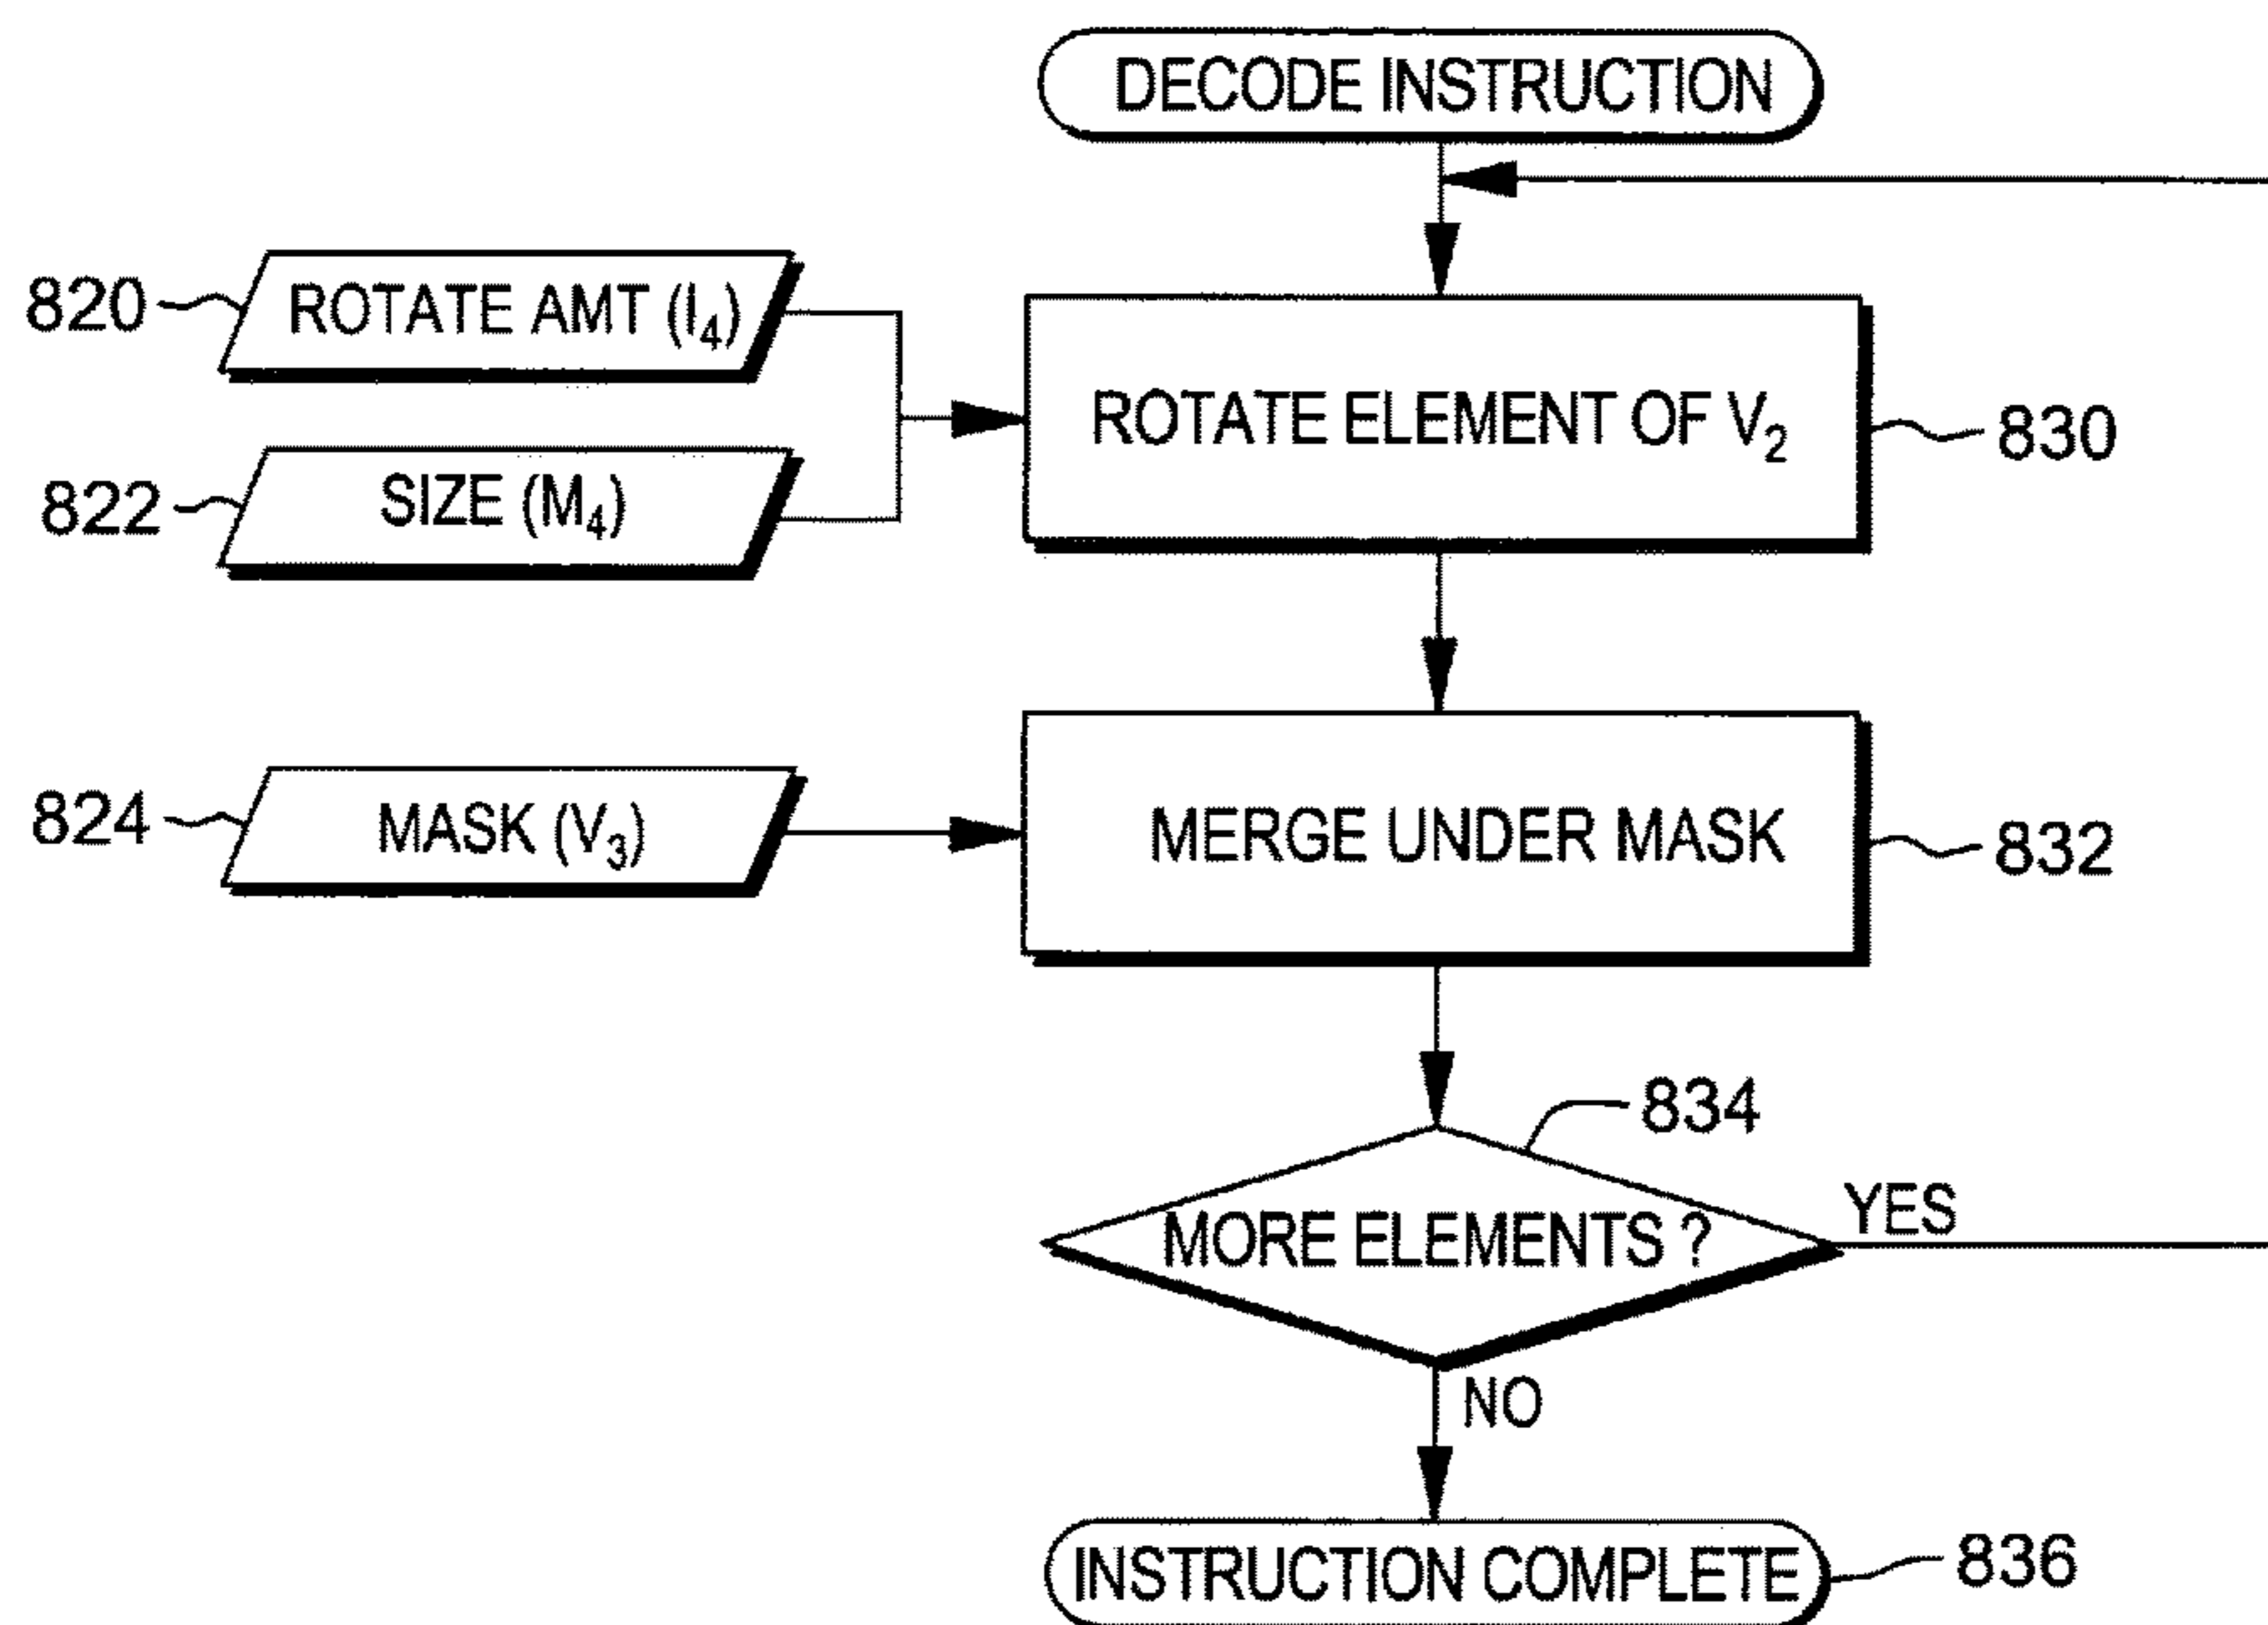 DECODE INSTRUCTION
820
ROTATE AMT (I₄)
822
SIZE (M₄)
ROTATE ELEMENT OF V₂
830
824
MASK (V₃)
MERGE UNDER MASK
832
834
MORE ELEMENTS ?
YES
NO
INSTRUCTION COMPLETE
836